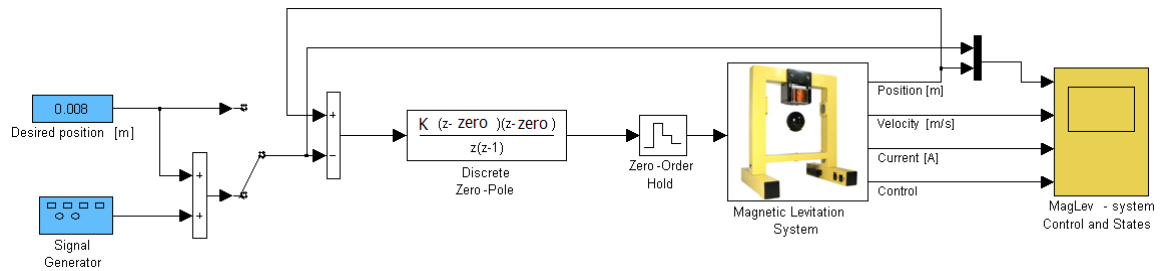 0.008
Desired position [m]
Signal
Generator
+
+
+
−
K (z- zero )(z-zero)
z(z-1)
Discrete
Zero -Pole
Zero -Order
Hold
Magnetic Levitation
System
Position [m]
Velocity [m/s]
Current [A]
Control
MagLev - system
Control and States